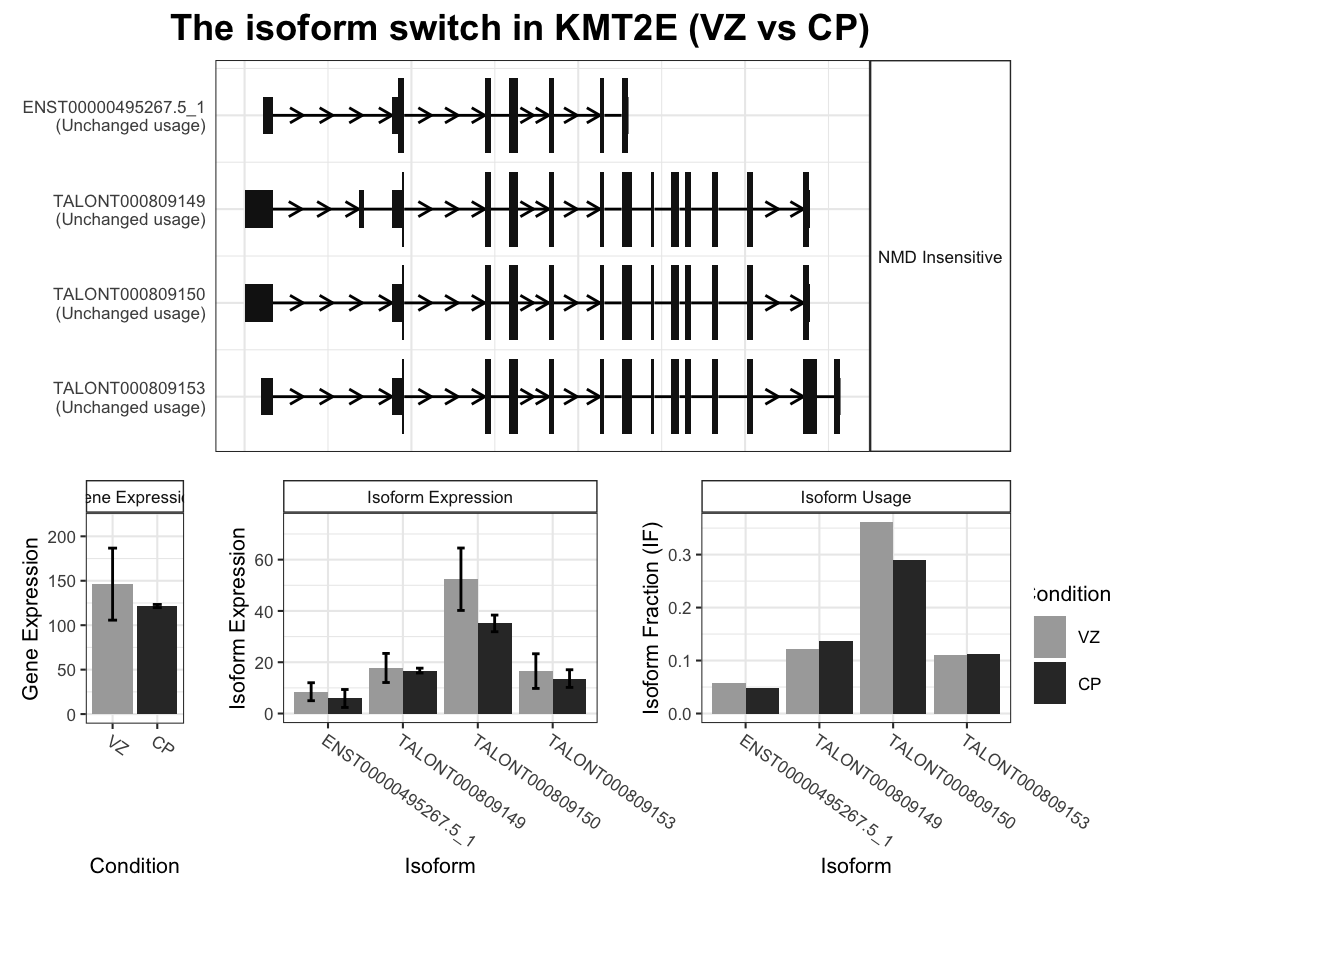 The isoform switch in KMT2E (VZ vs CP)
ENST00000495267.5_1
(Unchanged usage)
TALONT000809149
(Unchanged usage)
TALONT000809150
(Unchanged usage)
TALONT000809153
(Unchanged usage)
NMD Insensitive
ene Expressi
Gene Expression
200
150
100
50
0
VZ
CP
Condition
Isoform Expression
Isoform Expression
60
40
20
0
ENST00000495267.5_1
TALONT000809149
TALONT000809150
TALONT000809153
Isoform
Isoform Usage
Isoform Fraction (IF)
0.3
0.2
0.1
0.0
ENST00000495267.5_1
TALONT000809149
TALONT000809150
TALONT000809153
Isoform
ondition
VZ
CP